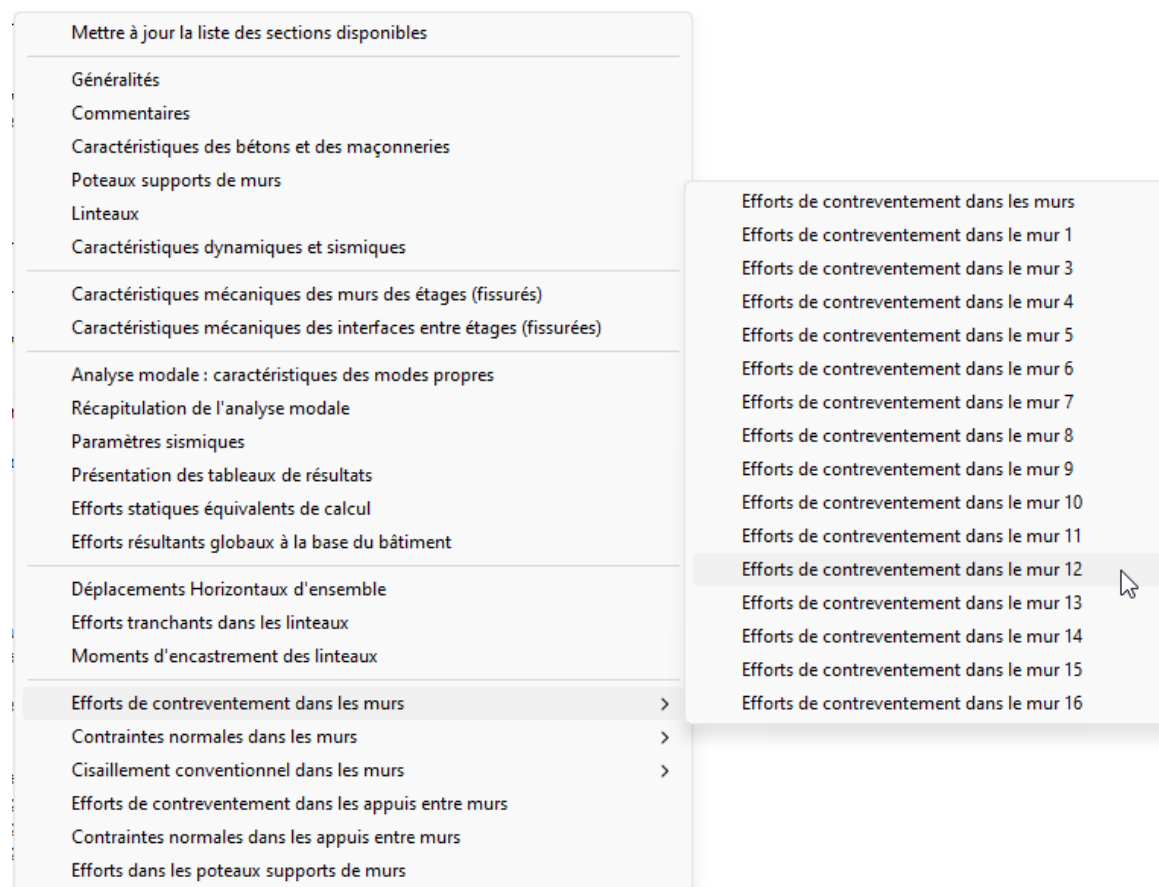 Mettre à jour la liste des sections disponibles
Généralités
Commentaires
Caractéristiques des bétons et des maçonneries
Poteaux supports de murs
Linteaux
Caractéristiques dynamiques et sismiques
Caractéristiques mécaniques des murs des étages (fissurés)
Caractéristiques mécaniques des interfaces entre étages (fissurées)
Analyse modale : caractéristiques des modes propres
Récapitulation de l'analyse modale
Paramètres sismiques
Présentation des tableaux de résultats
Efforts statiques équivalents de calcul
Efforts résultants globaux à la base du bâtiment
Déplacements Horizontaux d'ensemble
Efforts tranchants dans les linteaux
Moments d'encastrement des linteaux
Efforts de contreventement dans les murs
Contraintes normales dans les murs
Cisaillement conventionnel dans les murs
Efforts de contreventement dans les appuis entre murs
Contraintes normales dans les appuis entre murs
Efforts dans les poteaux supports de murs
Efforts de contreventement dans les murs
Efforts de contreventement dans le mur 1
Efforts de contreventement dans le mur 3
Efforts de contreventement dans le mur 4
Efforts de contreventement dans le mur 5
Efforts de contreventement dans le mur 6
Efforts de contreventement dans le mur 7
Efforts de contreventement dans le mur 8
Efforts de contreventement dans le mur 9
Efforts de contreventement dans le mur 10
Efforts de contreventement dans le mur 11
Efforts de contreventement dans le mur 12
Efforts de contreventement dans le mur 13
Efforts de contreventement dans le mur 14
Efforts de contreventement dans le mur 15
Efforts de contreventement dans le mur 16